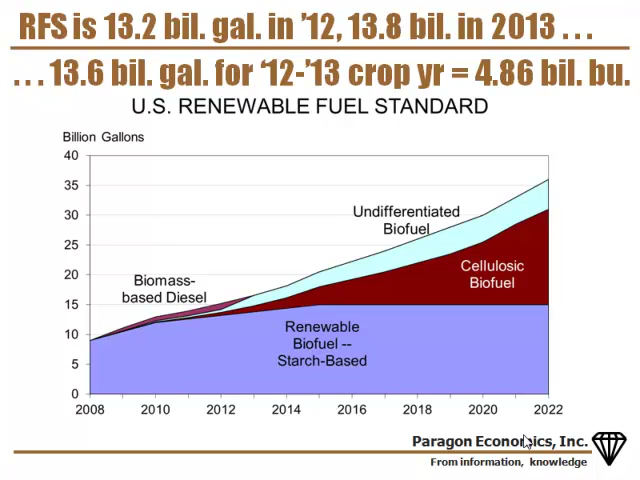 RFS is 13.2 bil. gal. in ’12, 13.8 bil. in 2013 . . .
. . . 13.6 bil. gal. for ‘12-’13 crop yr = 4.86 bil. bu.
U.S. RENEWABLE FUEL STANDARD
Billion Gallons
40
35
30
25
20
15
10
5
0
Undifferentiated
Biofuel
Cellulosic
Biofuel
Biomass-
based Diesel
Renewable
Biofuel --
Starch-Based
2008 2010 2012 2014 2016 2018 2020 2022
Paragon Economics, Inc.
From information, knowledge